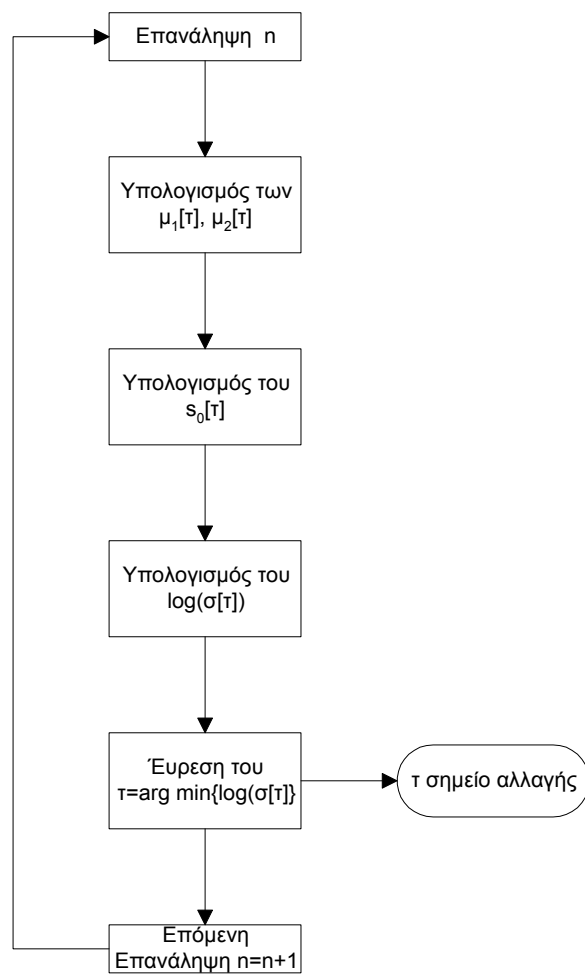 Επανάληψη n
Υπολογισμός των
μ₁[τ], μ₂[τ]
Υπολογισμός του
s₀[τ]
Υπολογισμός του
log(σ[τ])
Έυρεση του
τ=arg min{log(σ[τ]}
τ σημείο αλλαγής
Επόμενη
Επανάληψη n=n+1